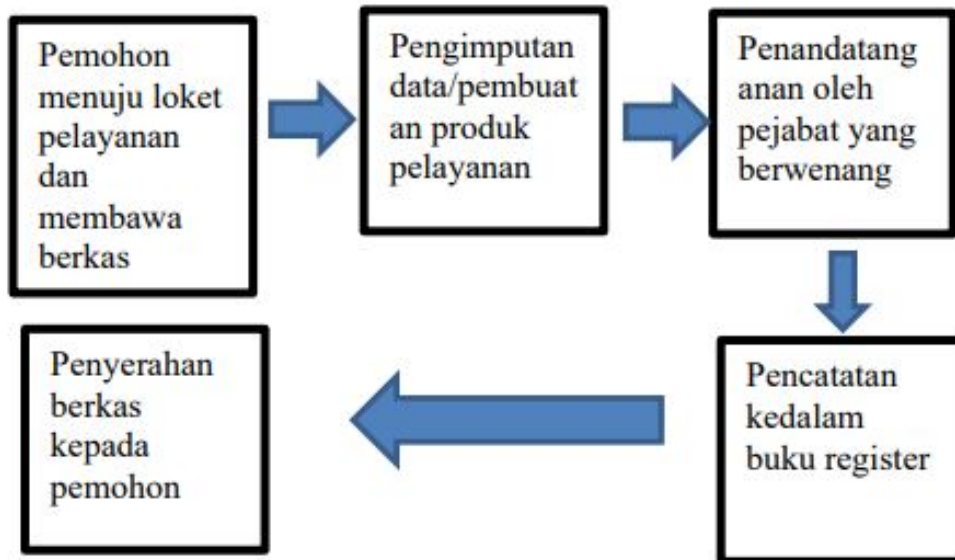 Pemohon
menuju loket
pelayanan
dan
membawa
berkas
Pengimputan
data/pembuat
an produk
pelayanan
Penandatang
anan oleh
pejabat yang
berwenang
Pencatatan
kedalam
buku register
Penyerahan
berkas
kepada
pemohon